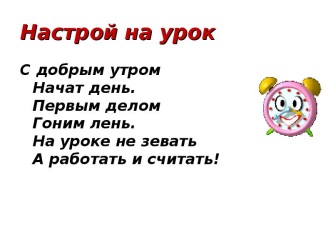 Настрой на урок
С добрым утром
Начат день.
Первым делом
Гоним лень.
На уроке не зевать
А работать и считать!